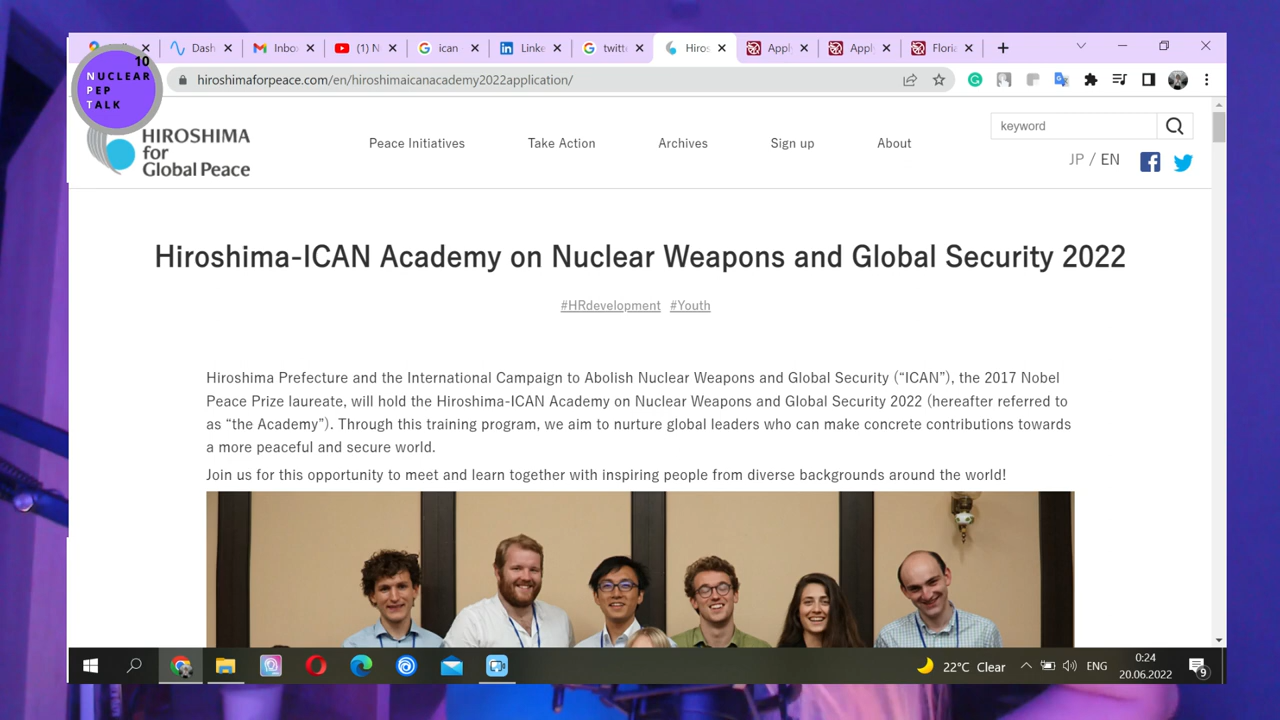 Dash
Inbo
(1) N
ican
Linke
twitt
Hiros
Apply
Apply
Floria
10
NUCLEAR
PEP
TALK
hiroshimaforpeace.com/en/hiroshimaicanacademy2022application/
HIROSHIMA
for
Global Peace
Peace Initiatives
Take Action
Archives
Sign up
About
keyword
JP / EN
Hiroshima-ICAN Academy on Nuclear Weapons and Global Security 2022
#HRdevelopment #Youth
Hiroshima Prefecture and the International Campaign to Abolish Nuclear Weapons and Global Security (“ICAN”), the 2017 Nobel
Peace Prize laureate, will hold the Hiroshima-ICAN Academy on Nuclear Weapons and Global Security 2022 (hereafter referred to
as “the Academy”). Through this training program, we aim to nurture global leaders who can make concrete contributions towards
a more peaceful and secure world.
Join us for this opportunity to meet and learn together with inspiring people from diverse backgrounds around the world!
22°C Clear
ENG
0:24
20.06.2022
9